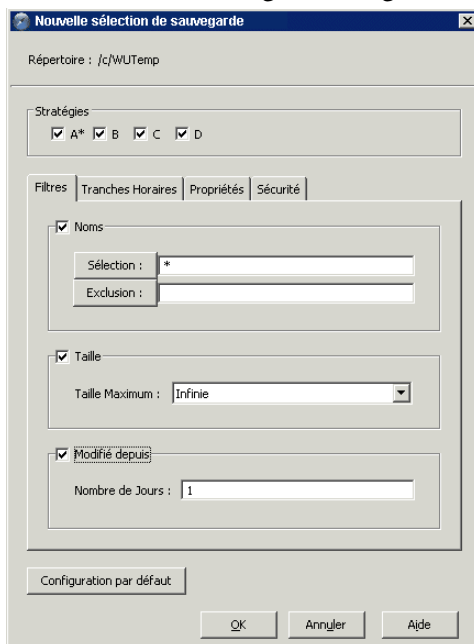 Nouvelle sélection de sauvegarde
Répertoire : /c/WUTemp
Stratégies
A* B C D
Filtres Tranches Horaires Propriétés Sécurité
Noms
Sélection : *
Exclusion :
Taille
Taille Maximum : Infinie
Modifié depuis
Nombre de Jours : 1
Configuration par défaut
OK Annuler Aide